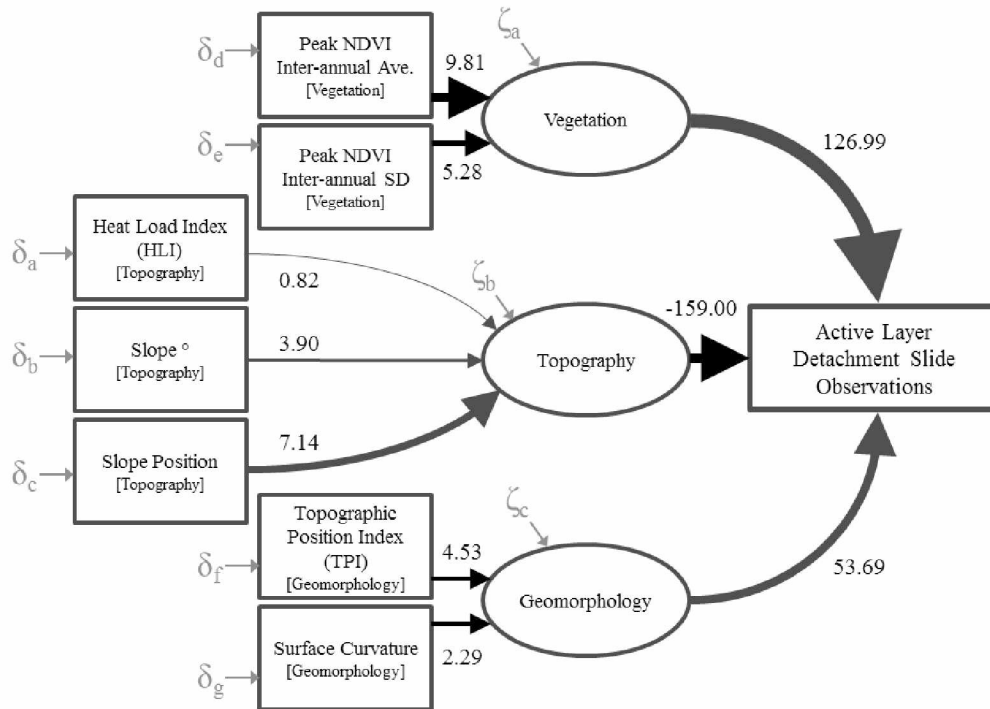 δd
Peak NDVI
Inter-annual Ave.
[Vegetation]
9.81
ζa
Vegetation
126.99
δe
Peak NDVI
Inter-annual SD
[Vegetation]
5.28
δa
Heat Load Index
(HLI)
[Topography]
0.82
ζb
δb
Slope °
[Topography]
3.90
Topography
-159.00
Active Layer
Detachment Slide
Observations
δc
Slope Position
[Topography]
7.14
δf
Topographic
Position Index
(TPI)
[Geomorphology]
4.53
ζc
Geomorphology
53.69
δg
Surface Curvature
[Geomorphology]
2.29